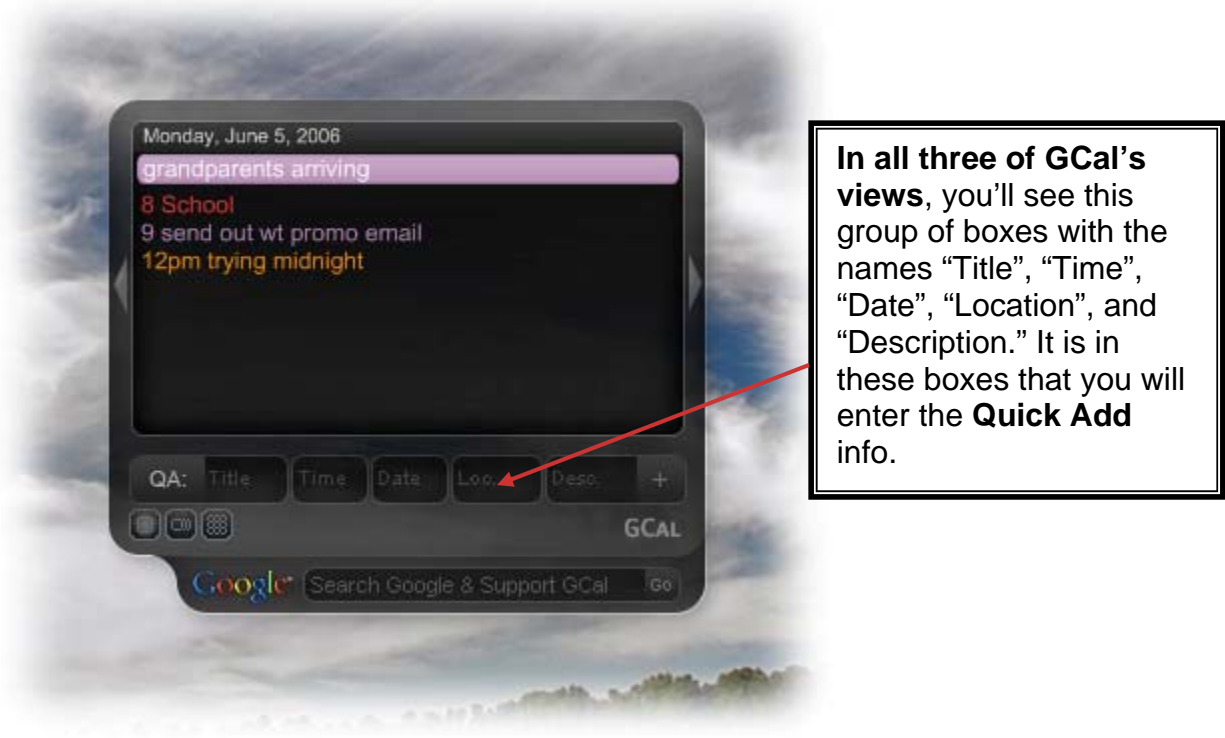 Monday, June 5, 2006
grandparents arriving
8 School
9 send out wt promo email
12pm trying midnight
QA: Title Time Date Loc. Desc. +
GCAL
Google Search Google & Support GCal Go
In all three of GCal’s
views, you’ll see this
group of boxes with the
names “Title”, “Time”,
“Date”, “Location”, and
“Description.” It is in
these boxes that you will
enter the Quick Add
info.